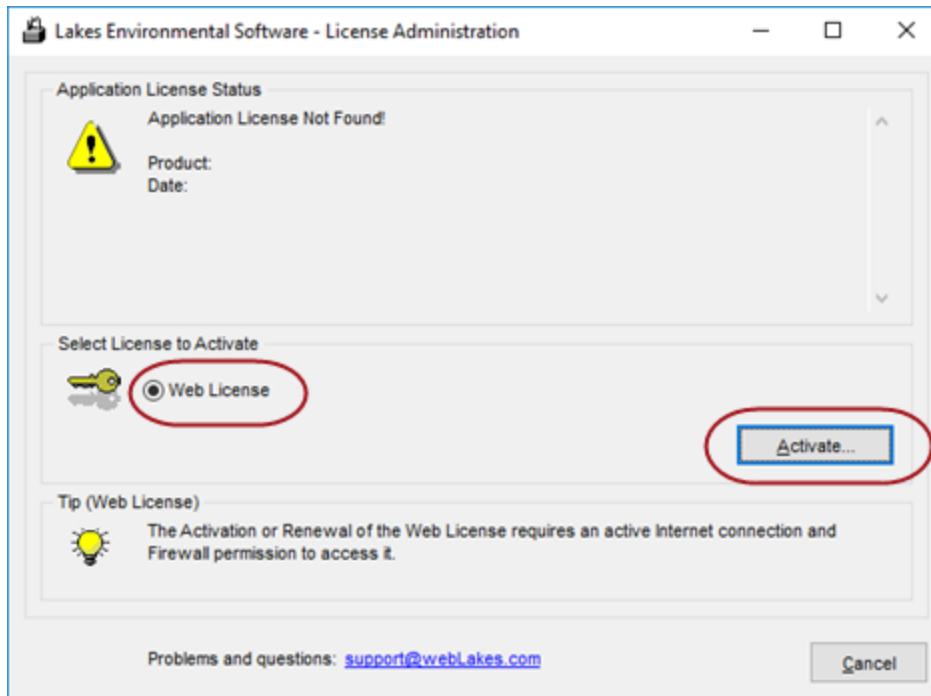 Lakes Environmental Software - License Administration
Application License Status
Application License Not Found!
Product:
Date:
Select License to Activate
Web License
Activate...
Tip (Web License)
The Activation or Renewal of the Web License requires an active Internet connection and
Firewall permission to access it.
Problems and questions: support@webLakes.com
Cancel